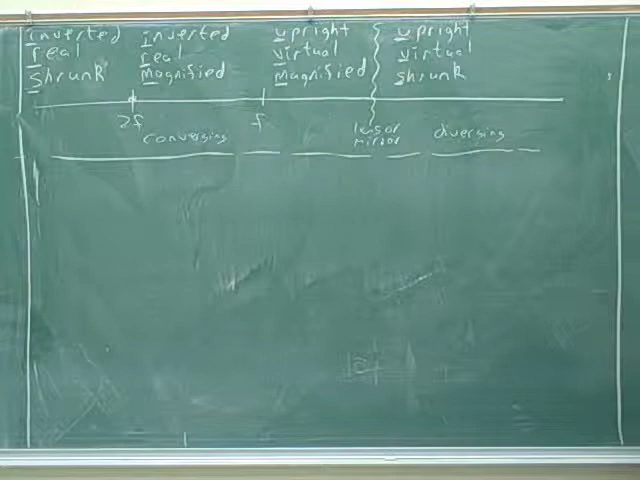 inverted inverted upright upright
real real virtual virtual
shrunk magnified magnified shrunk
2f f lens or diverging
converging mirror